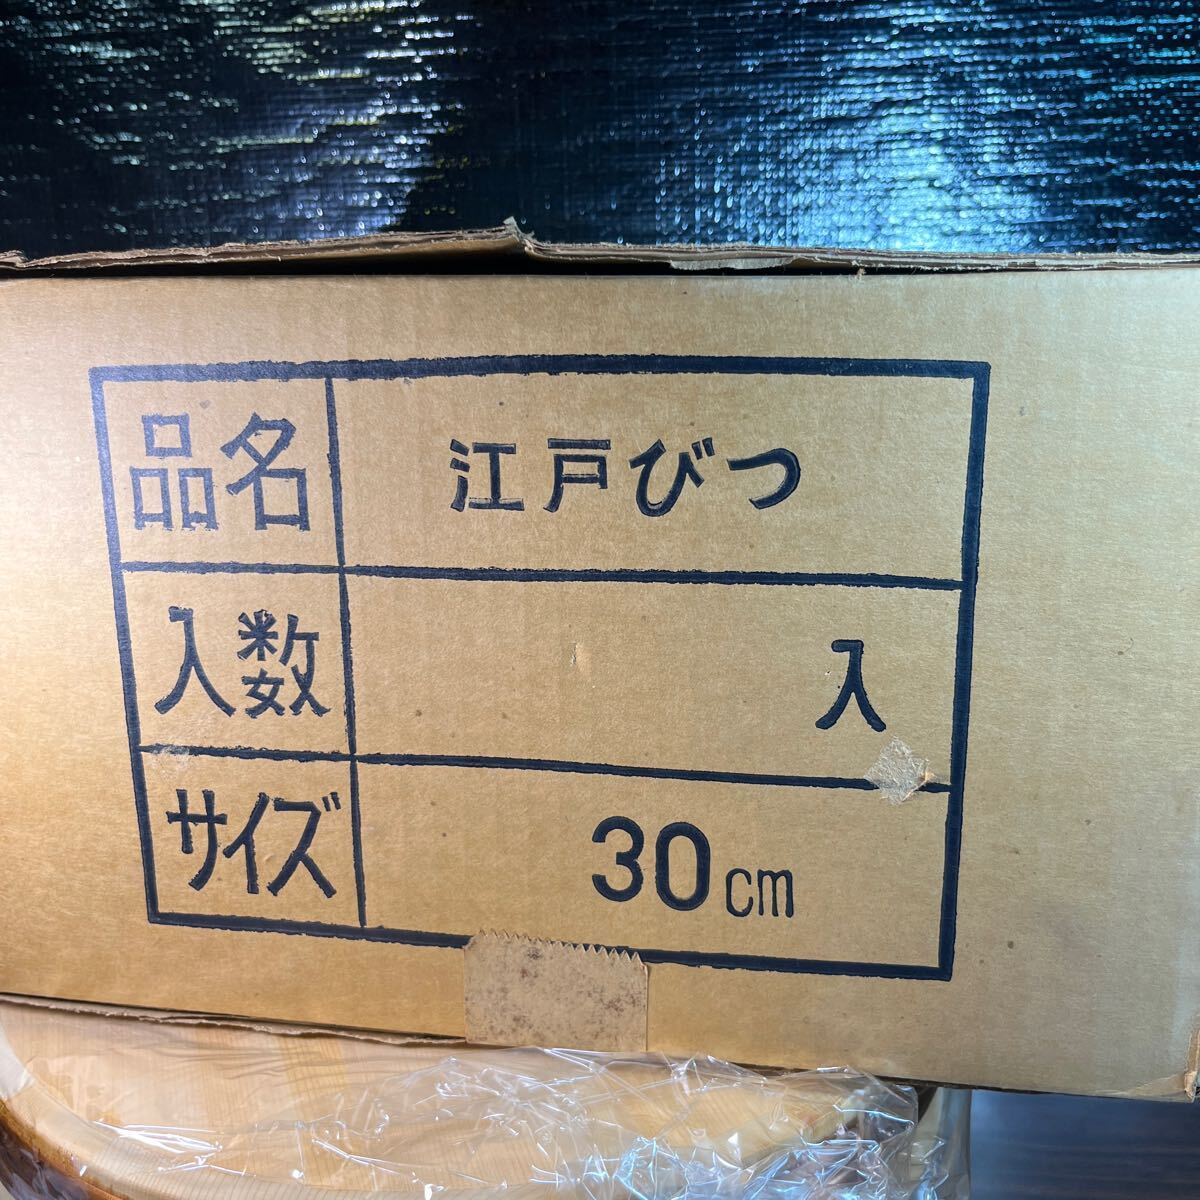 品名 江戸びつ
入数 入
サイズ 30cm